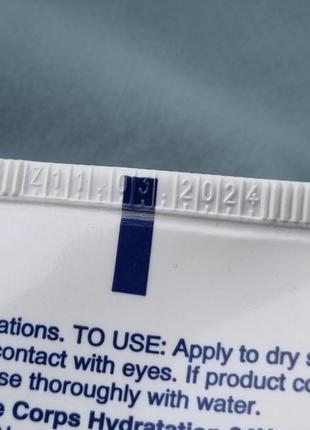 Z11.03.2024
ations. TO USE: Apply to dry s
contact with eyes. If product co
se thoroughly with water.
e Corps Hydratation